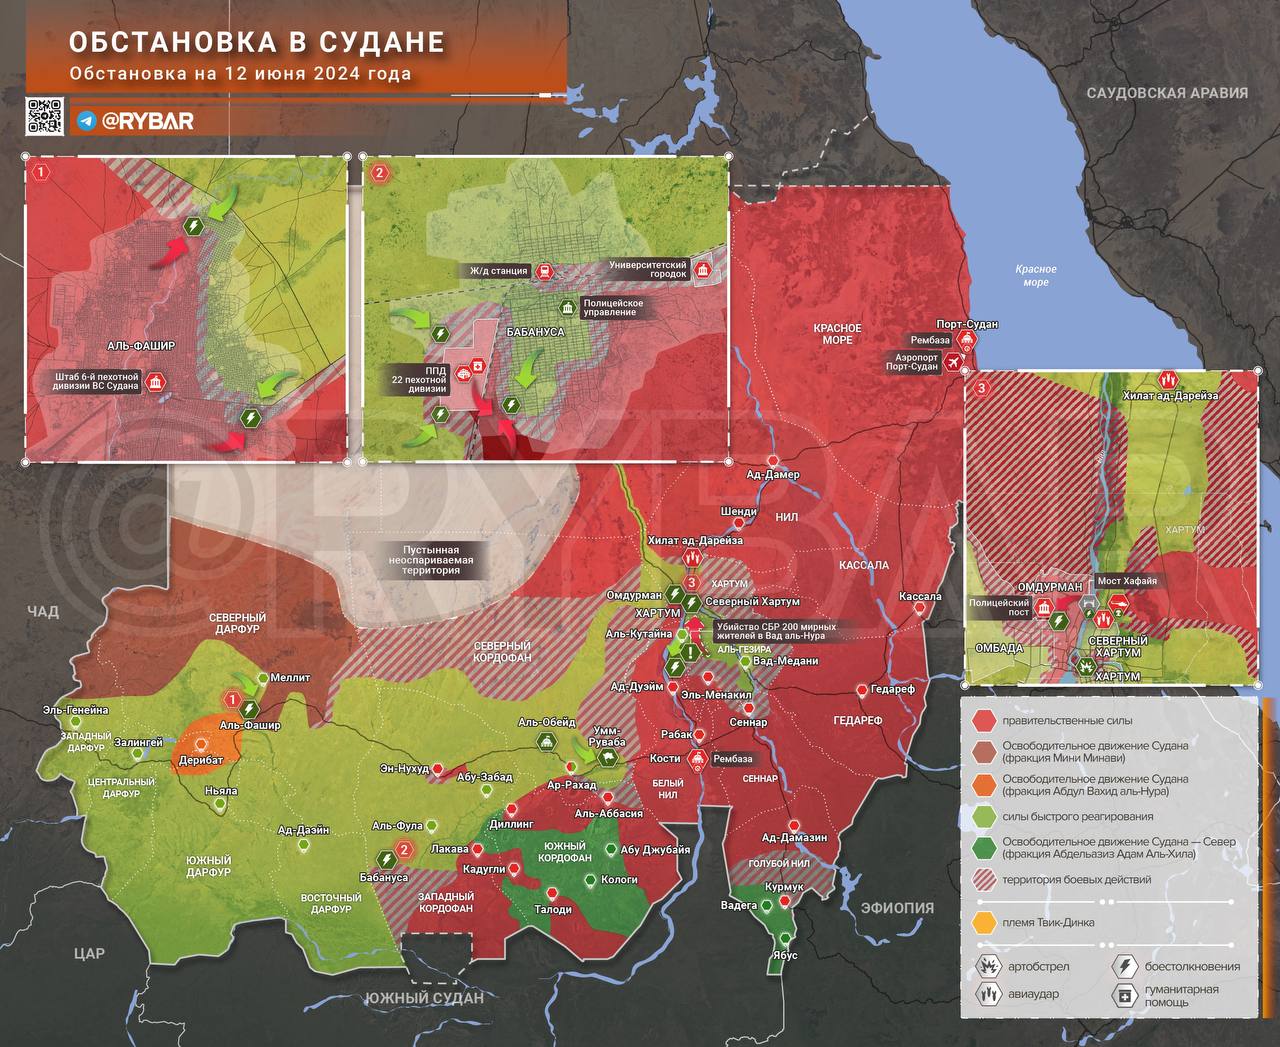 ОБСТАНОВКА В СУДАНЕ
Обстановка на 12 июня 2024 года
@RYBAR
САУДОВСКАЯ АРАВИЯ
1
АЛЬ-ФАШИР
Штаб 6-й пехотной
дивизии ВС Судана
2
Ж/д станция
Университетский
городок
Полицейское
управление
БАБАНУСА
ППД
22 пехотной
дивизии
Красное
море
КРАСНОЕ
МОРЕ
Порт-Судан
Рембаза
Аэропорт
Порт-Судан
3
Хилат ад-Дарейза
ХАРТУМ
ОМДУРМАН
Мост Хафайя
Полицейский
пост
ОМБАДА
СЕВЕРНЫЙ
ХАРТУМ
ХАРТУМ
@RYBAR
Ад-Дамер
Шенди
НИЛ
Хилат ад-Дарейза
Пустынная
неоспариваемая
территория
КАССАЛА
Кассала
3
ХАРТУМ
Омдурман
Северный Хартум
ХАРТУМ
ЧАД
СЕВЕРНЫЙ
ДАРФУР
СЕВЕРНЫЙ
КОРДОФАН
Аль-Кутайна
Убийство СБР 200 мирных
жителей в Вад аль-Нура
АЛЬ-ГЕЗИРА
Вад-Медани
Меллит
1
Аль-Фашир
Ад-Дуэйм
Эль-Менакил
Гедареф
ГЕДАРЕФ
Сеннар
Эль-Генейна
ЗАПАДНЫЙ
ДАРФУР
Залингей
Дерибат
Аль-Обейд
Умм-
Руваба
Рабак
Кости
Рембаза
Эн-Нухуд
Абу-Забад
Ар-Рахад
БЕЛЫЙ
НИЛ
СЕННАР
ЦЕНТРАЛЬНЫЙ
ДАРФУР
Ньяла
Диллинг
Аль-Аббасия
Ад-Даэйн
Аль-Фула
Ад-Дамазин
2
Бабануса
Лакава
ЮЖНЫЙ
КОРДОФАН
Абу Джубайя
Кадугли
Кологи
ГОЛУБОЙ НИЛ
ЮЖНЫЙ
ДАРФУР
ВОСТОЧНЫЙ
ДАРФУР
ЗАПАДНЫЙ
КОРДОФАН
Талоди
Курмук
Вадега
ЭФИОПИЯ
Ябус
ЦАР
ЮЖНЫЙ СУДАН
правительственные силы
Освободительное движение Судана
(фракция Мини Минави)
Освободительное движение Судана
(фракция Абдул Вахид аль-Нура)
силы быстрого реагирования
Освободительное движение Судана — Север
(фракция Абдельазиз Адам Аль-Хила)
территория боевых действий
племя Твик-Динка
артобстрел
боестолкновения
авиаудар
гуманитарная
помощь